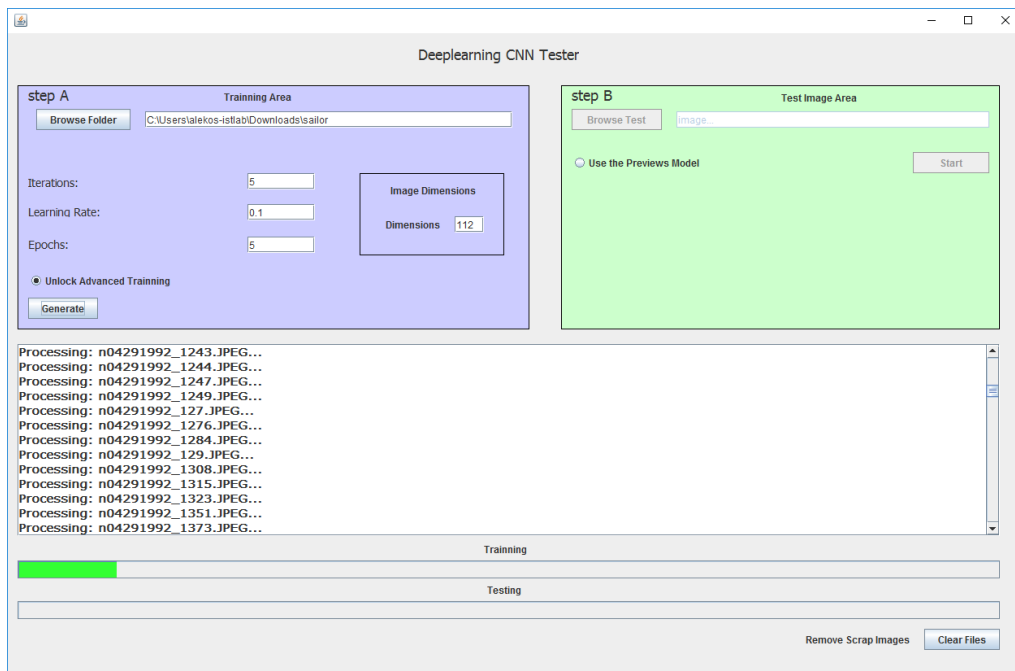 Deeplearning CNN Tester
step A
Trainning Area
Browse Folder C:\Users\alekos-istlab\Downloads\sailor
Iterations: 5
Learning Rate: 0.1
Epochs: 5
Image Dimensions
Dimensions 112
Unlock Advanced Trainning
Generate
step B
Test Image Area
Browse Test image...
Use the Previews Model Start
Processing: n04291992_1243.JPEG...
Processing: n04291992_1244.JPEG...
Processing: n04291992_1247.JPEG...
Processing: n04291992_1249.JPEG...
Processing: n04291992_127.JPEG...
Processing: n04291992_1276.JPEG...
Processing: n04291992_1284.JPEG...
Processing: n04291992_129.JPEG...
Processing: n04291992_1308.JPEG...
Processing: n04291992_1315.JPEG...
Processing: n04291992_1323.JPEG...
Processing: n04291992_1351.JPEG...
Processing: n04291992_1373.JPEG...
Trainning
Testing
Remove Scrap Images Clear Files